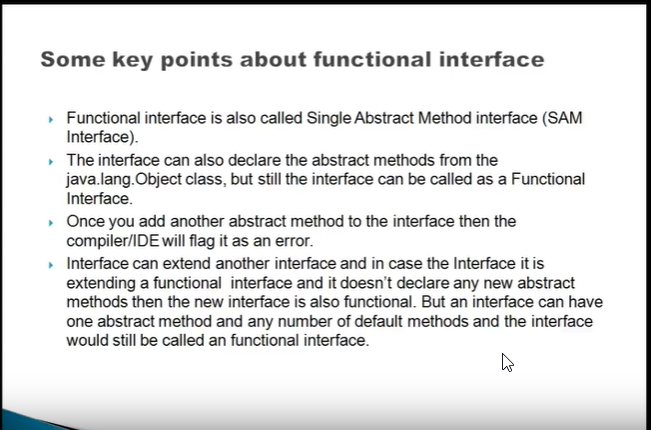 Some key points about functional interface
Functional interface is also called Single Abstract Method interface (SAM
Interface).
The interface can also declare the abstract methods from the
java.lang.Object class, but still the interface can be called as a Functional
Interface.
Once you add another abstract method to the interface then the
compiler/IDE will flag it as an error.
Interface can extend another interface and in case the Interface it is
extending a functional interface and it doesn't declare any new abstract
methods then the new interface is also functional. But an interface can have
one abstract method and any number of default methods and the interface
would still be called an functional interface.